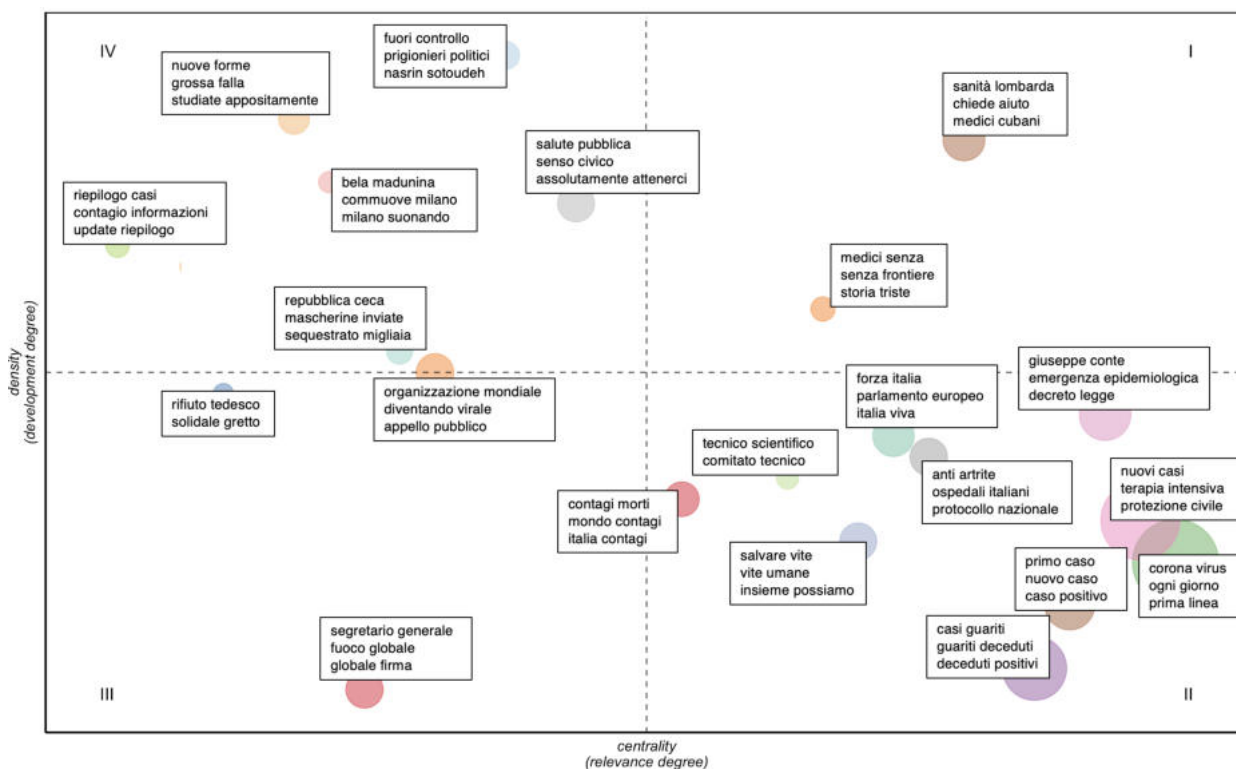 IV
I
fuori controllo
prigionieri politici
nasrin sotoudeh
nuove forme
grossa falla
studiate appositamente
sanità lombarda
chiede aiuto
medici cubani
salute pubblica
senso civico
assolutamente attenerci
bela madunina
commuove milano
milano suonando
riepilogo casi
contagio informazioni
update riepilogo
medici senza
senza frontiere
storia triste
repubblica ceca
mascherine inviate
sequestrato migliaia
giuseppe conte
emergenza epidemiologica
decreto legge
forza italia
parlamento europeo
italia viva
organizzazione mondiale
diventando virale
appello pubblico
rifiuto tedesco
solidale gretto
tecnico scientifico
comitato tecnico
anti artrite
ospedali italiani
protocollo nazionale
nuovi casi
terapia intensiva
protezione civile
contagi morti
mondo contagi
italia contagi
salvare vite
vite umane
insieme possiamo
primo caso
nuovo caso
caso positivo
corona virus
ogni giorno
prima linea
segretario generale
fuoco globale
globale firma
casi guariti
guariti deceduti
deceduti positivi
III
II
density
(development degree)
centrality
(relevance degree)